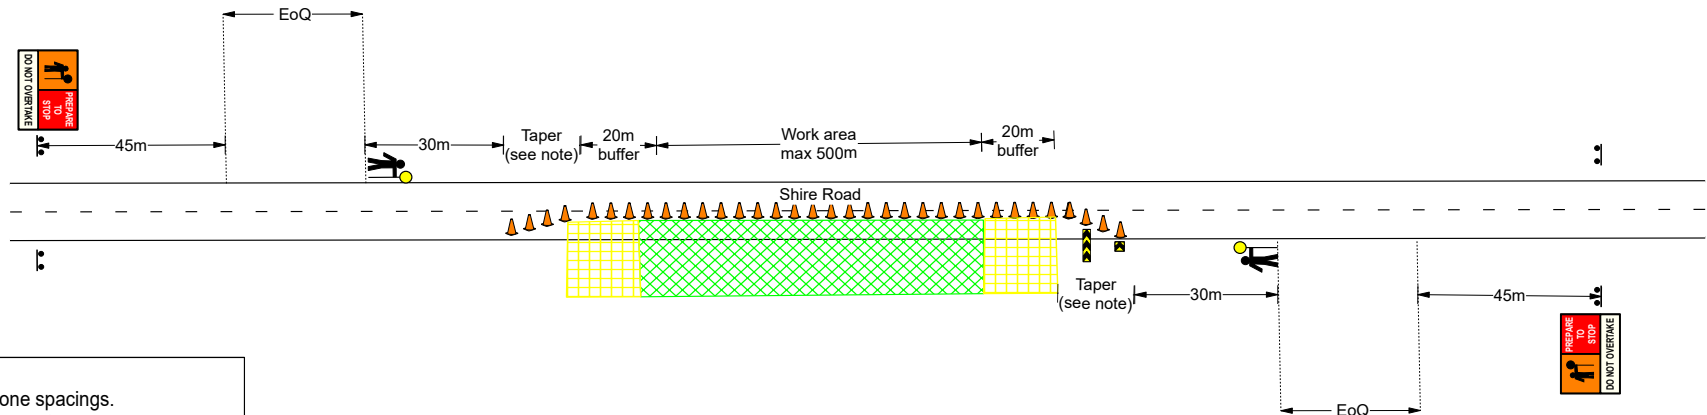 EoQ
DO NOT OVERTAKE
PREPARE
TO
STOP
45m
30m
Taper
(see note)
20m
buffer
Work area
max 500m
20m
buffer
Shire Road
Taper
(see note)
30m
45m
PREPARE
TO
STOP
DO NOT OVERTAKE
EoQ
one spacings.